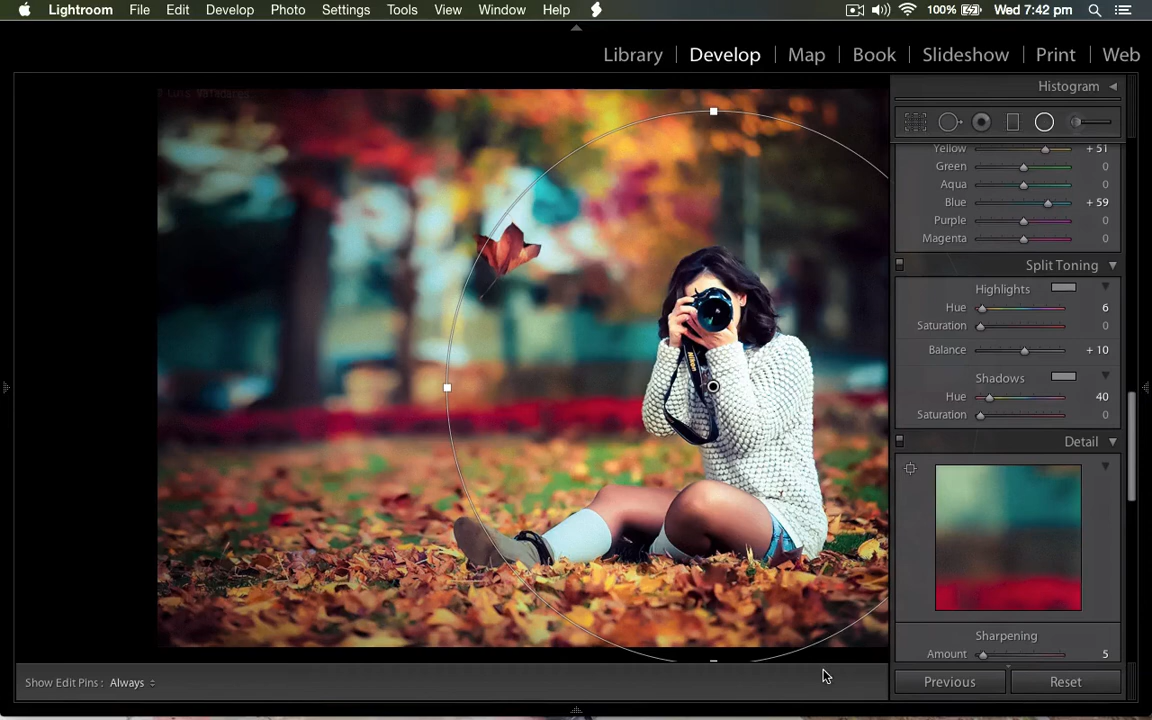 Lightroom File Edit Develop Photo Settings Tools View Window Help 100% Wed 7:42 pm
Library Develop Map Book Slideshow Print Web
Histogram
Yellow +51
Green 0
Aqua 0
Blue +59
Purple 0
Magenta 0
Split Toning
Highlights
Hue 6
Saturation 0
Balance +10
Shadows
Hue 40
Saturation 0
Detail
Nikon
Sharpening
Amount 5
Show Edit Pins: Always
Previous Reset